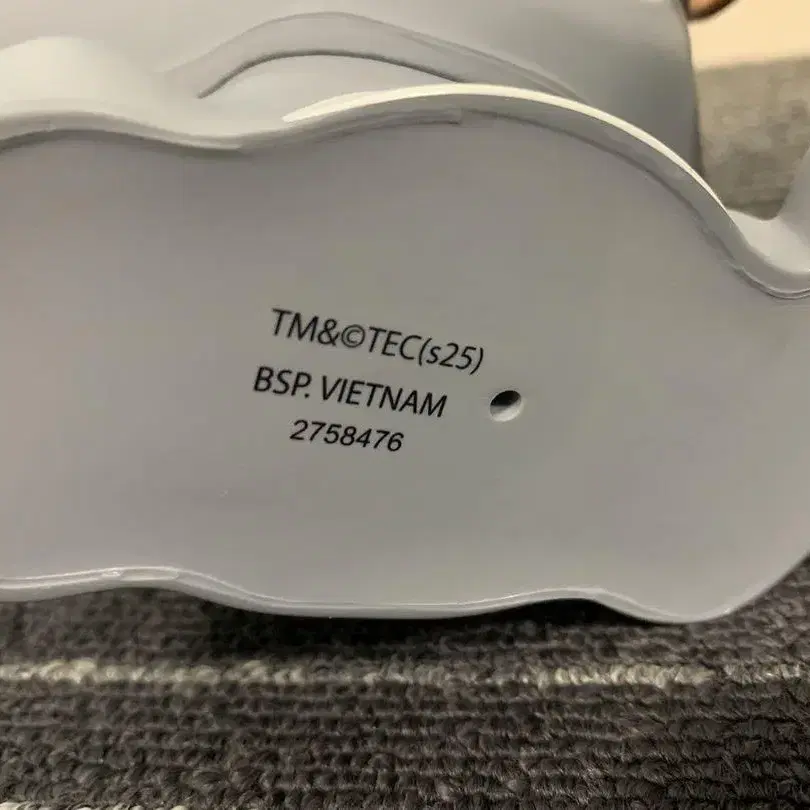 TM&©TEC(s25)
BSP. VIETNAM
2758476